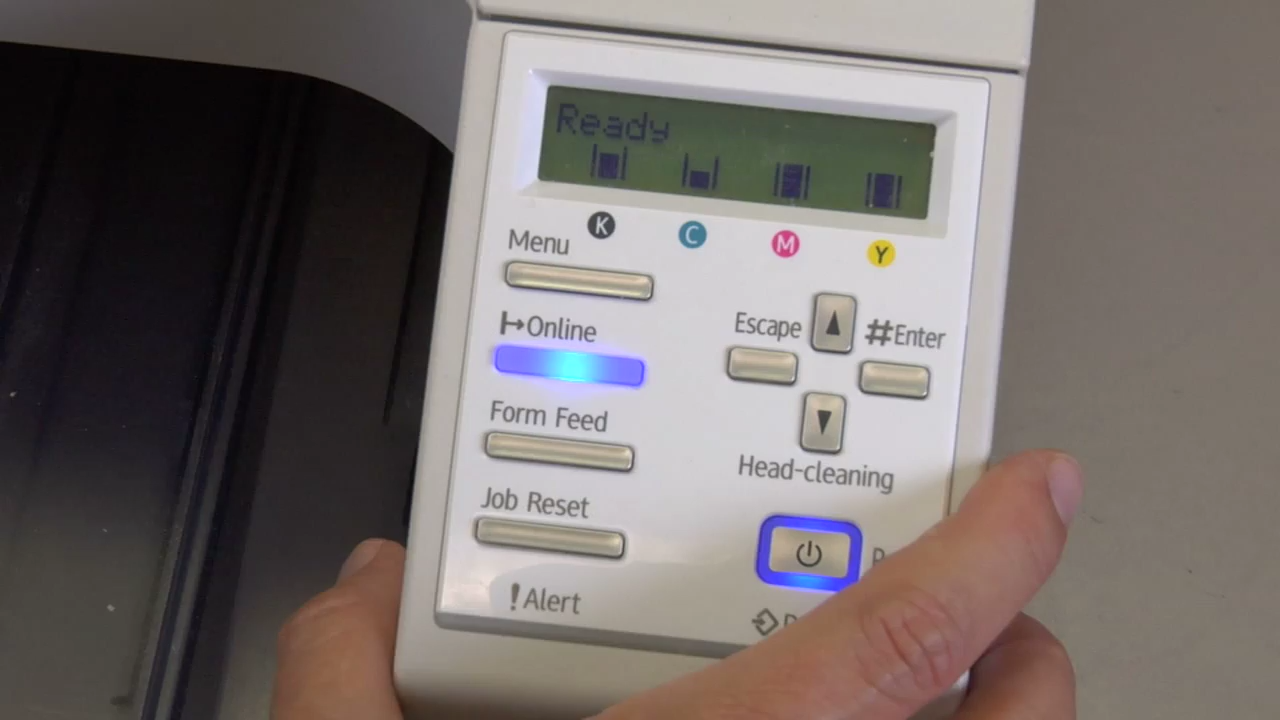 Ready
K C M Y
Menu
Online
Escape
#Enter
Form Feed
Head-cleaning
Job Reset
!Alert